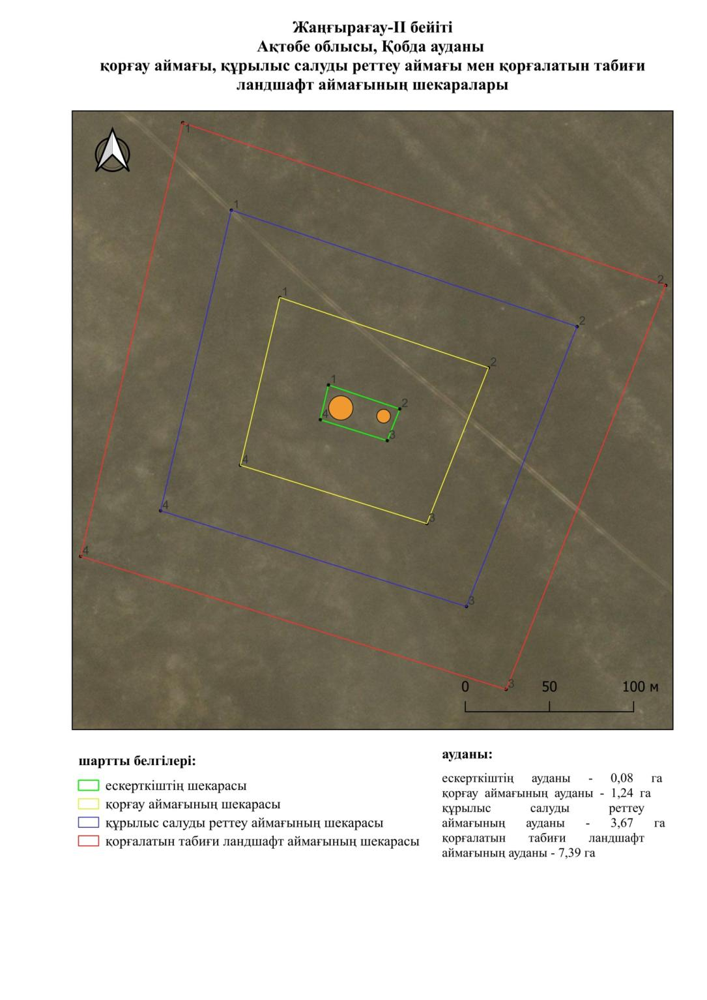 Жаңғырағау-II бейіті
Ақтөбе облысы, Қобда ауданы
қорғау аймағы, құрылыс салуды реттеу аймағы мен қорғалатын табиғи
ландшафт аймағының шекаралары
1
1
2
1
2
2
1
2
4
3
4
3
4
3
4
3
0 50 100 м
шартты белгілері:
ескерткіштің шекарасы
қорғау аймағының шекарасы
құрылыс салуды реттеу аймағының шекарасы
қорғалатын табиғи ландшафт аймағының шекарасы
ауданы:
ескерткіштің ауданы - 0,08 га
қорғау аймағының ауданы - 1,24 га
құрылыс салуды реттеу
аймағының ауданы - 3,67 га
қорғалатын табиғи ландшафт
аймағының ауданы - 7,39 га